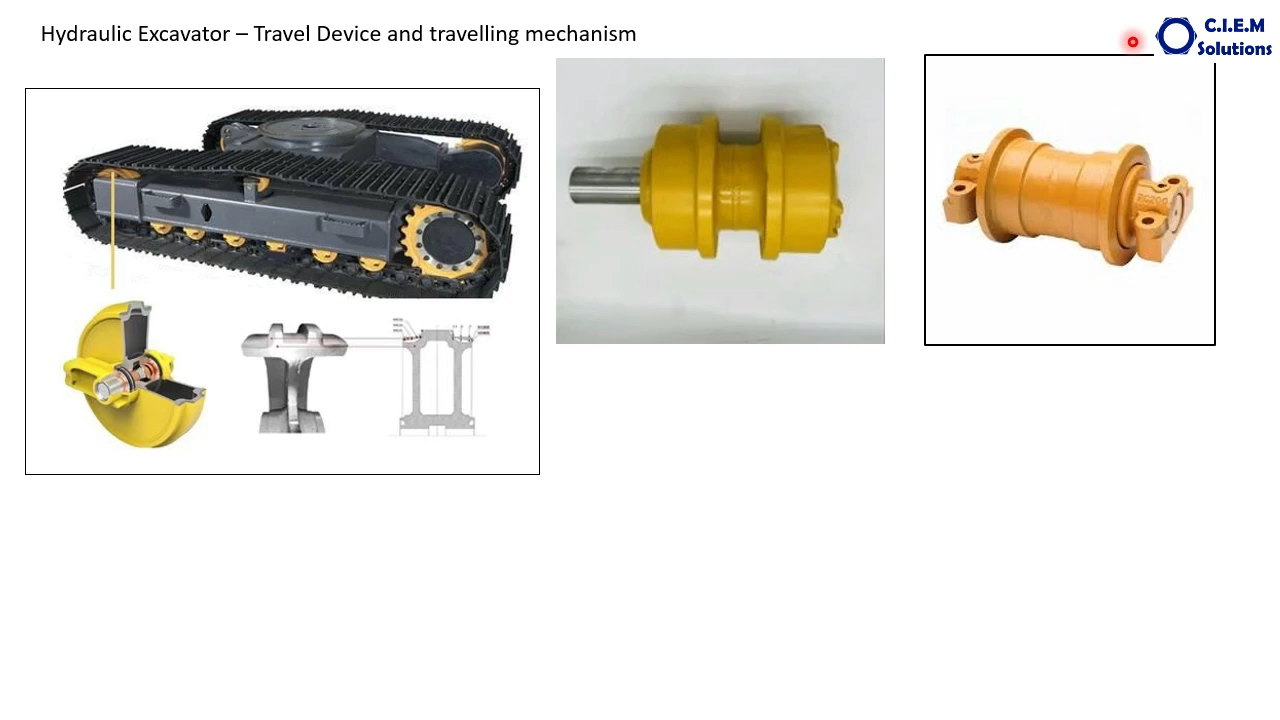 Hydraulic Excavator – Travel Device and travelling mechanism
C.I.E.M
Solutions